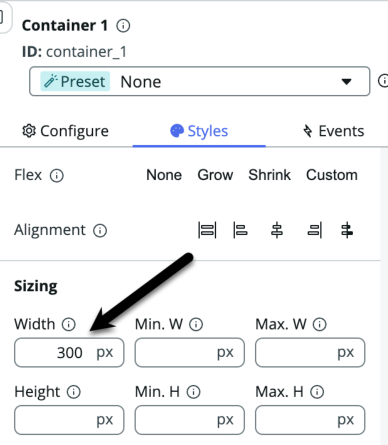 Container 1
ID: container_1
Preset None
Configure Styles Events
Flex None Grow Shrink Custom
Alignment
Sizing
Width Min. W Max. W
300 px px px
Height Min. H Max. H
px px px